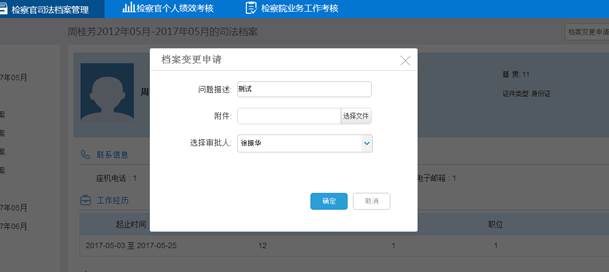 检察官司法档案管理 检察官个人绩效考核 检察院业务工作考核
周桂芳2012年05月-2017年05月的司法档案
档案变更申请
档案变更申请
年05月
问题描述: 测试
附件: 选择文件
选择审批人: 徐振华
确定 取消
籍贯: 11
证件类型: 身份证
联系信息
座机电话：1
电子邮箱：1
工作经历
年05月
年06月
起止时间 职位
2017-05-03 至 2017-05-25 12 1 1